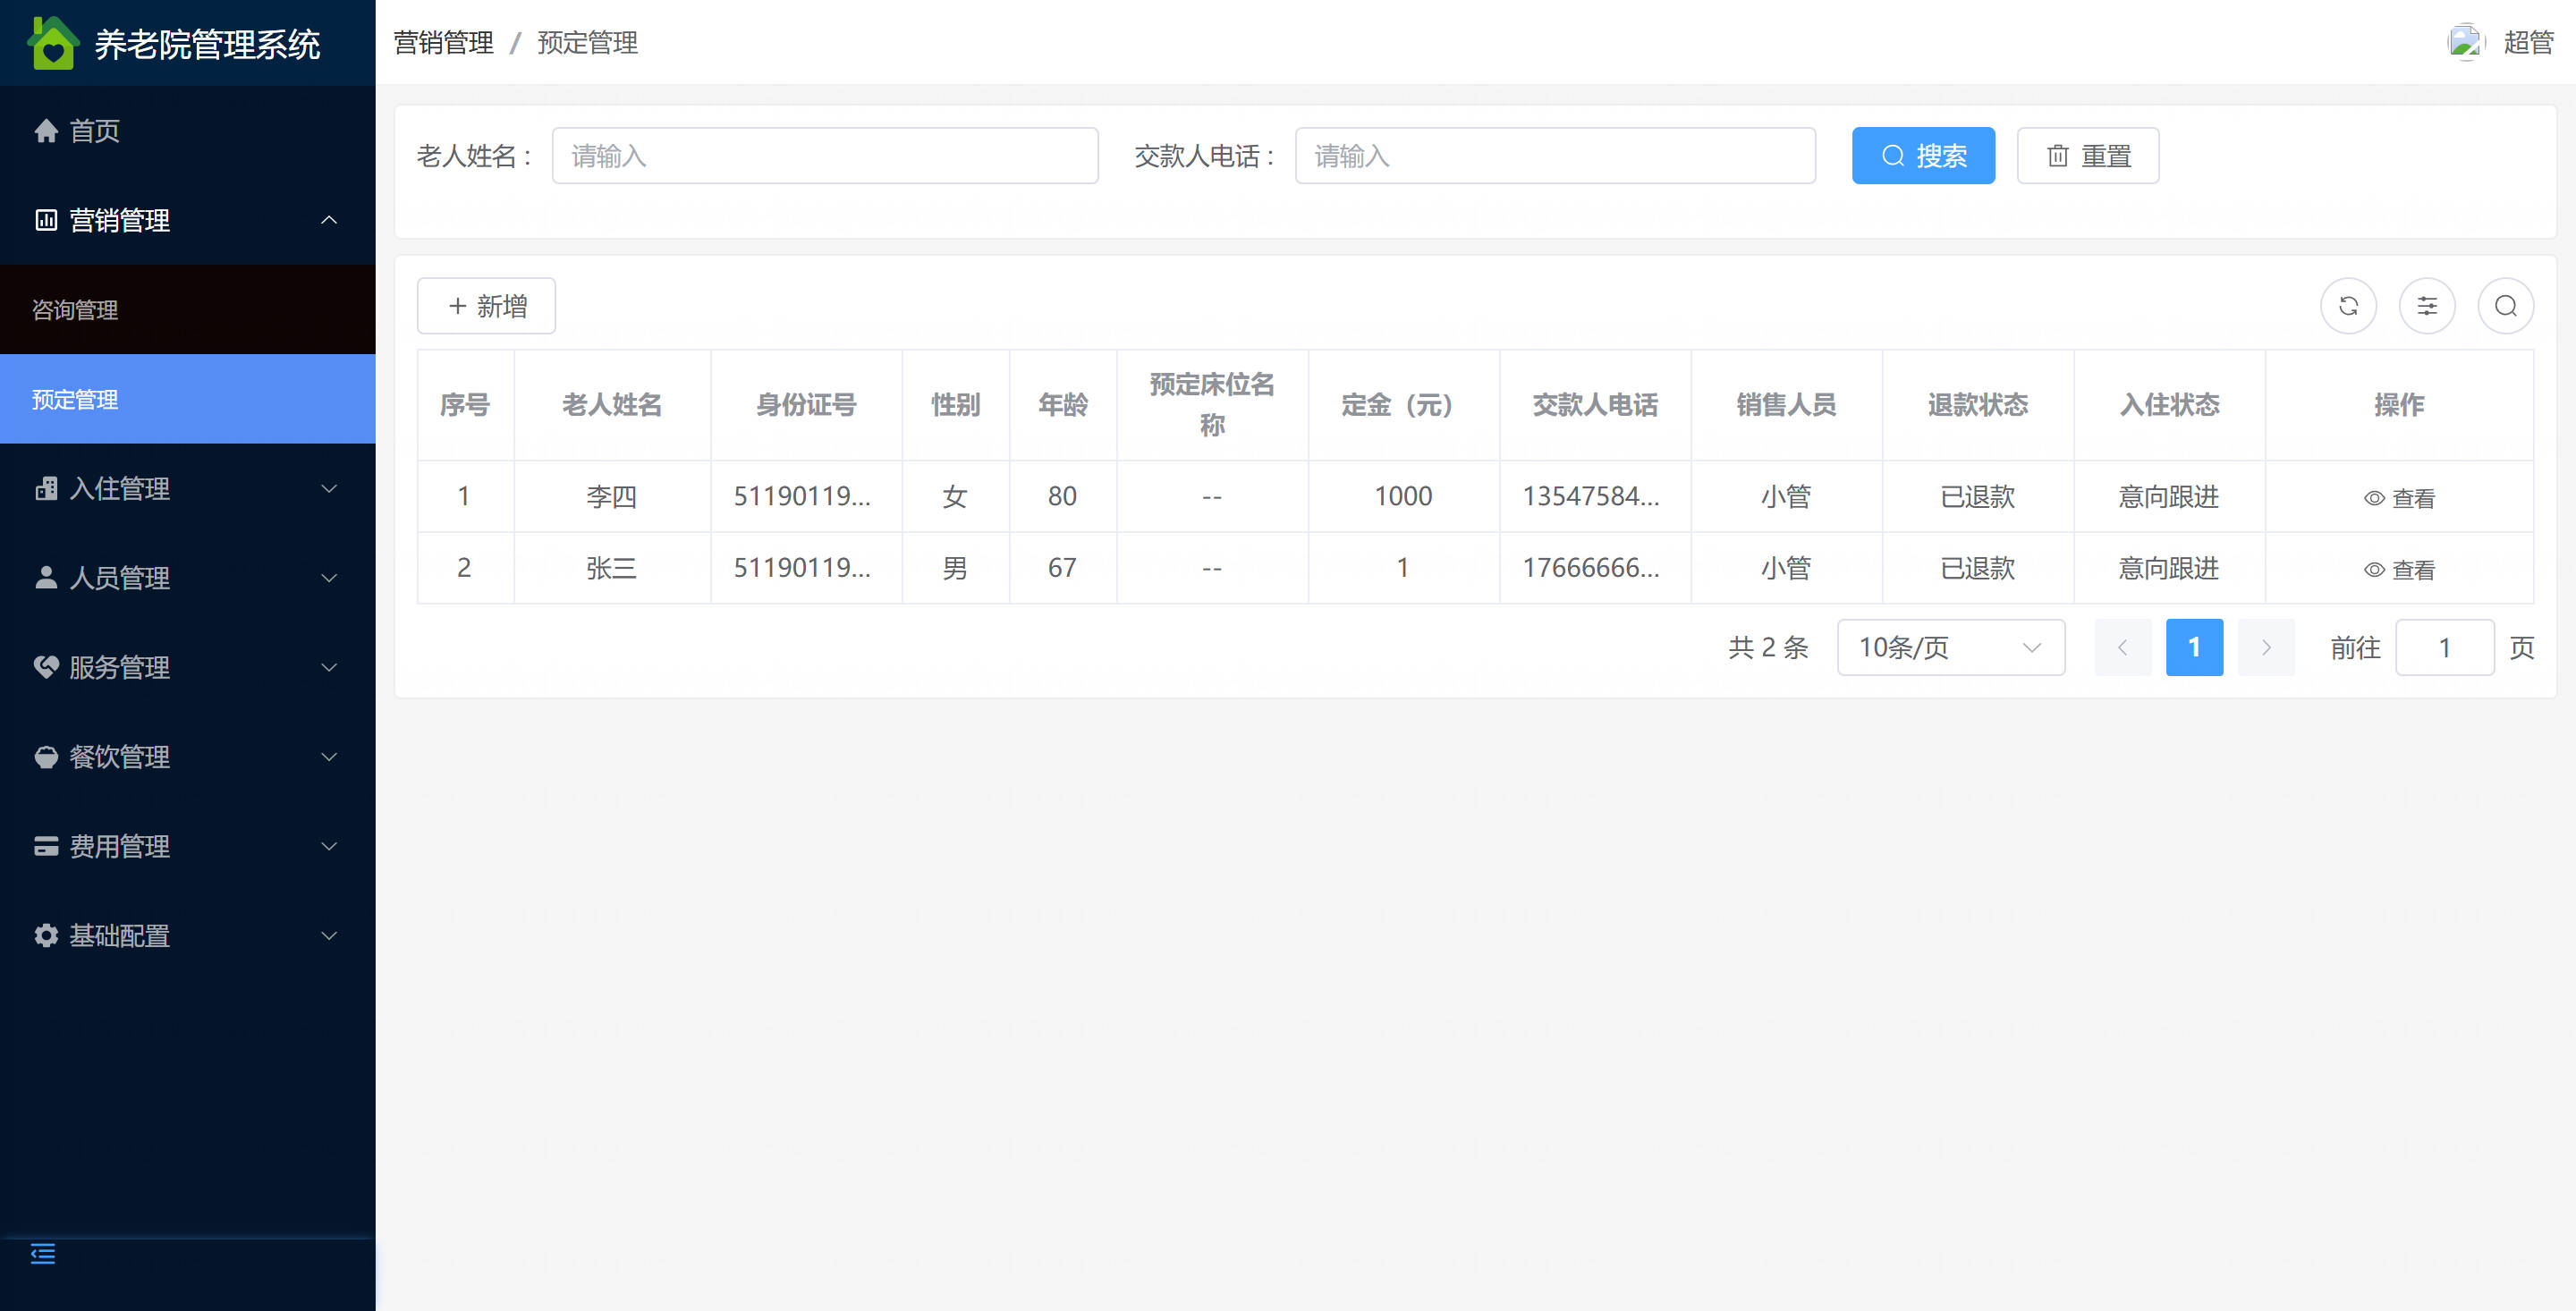 养老院管理系统
营销管理 / 预定管理
超管
首页
营销管理
咨询管理
预定管理
入住管理
人员管理
服务管理
餐饮管理
费用管理
基础配置
老人姓名： 请输入 交款人电话： 请输入 搜索 重置
新增
序号 老人姓名 身份证号 性别 年龄 预定床位名称 定金（元） 交款人电话 销售人员 退款状态 入住状态 操作
1 李四 51190119... 女 80 -- 1000 13547584... 小管 已退款 意向跟进 查看
2 张三 51190119... 男 67 -- 1 17666666... 小管 已退款 意向跟进 查看
共 2 条 10条/页 1 前往 1 页